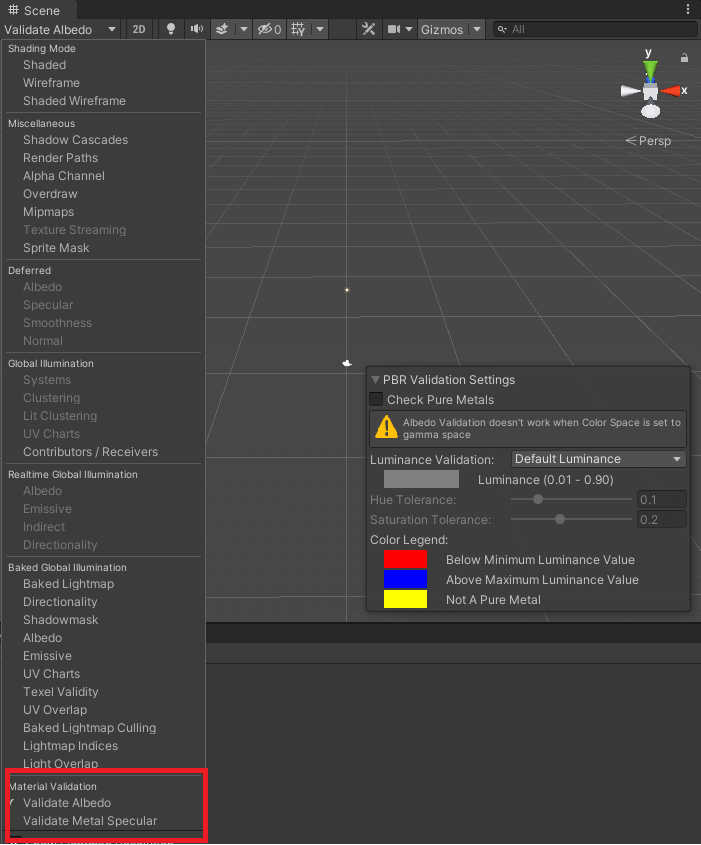 Scene
Validate Albedo
2D
0
Gizmos
All
Shading Mode
Shaded
Wireframe
Shaded Wireframe
Miscellaneous
Shadow Cascades
Render Paths
Alpha Channel
Overdraw
Mipmaps
Texture Streaming
Sprite Mask
Deferred
Albedo
Specular
Smoothness
Normal
Global Illumination
Systems
Clustering
Lit Clustering
UV Charts
Contributors / Receivers
Realtime Global Illumination
Albedo
Emissive
Indirect
Directionality
Baked Global Illumination
Baked Lightmap
Directionality
Shadowmask
Albedo
Emissive
UV Charts
Texel Validity
UV Overlap
Baked Lightmap Culling
Lightmap Indices
Light Overlap
Material Validation
Validate Albedo
Validate Metal Specular
y
x
Persp
PBR Validation Settings
Check Pure Metals
Albedo Validation doesn't work when Color Space is set to
gamma space
Luminance Validation: Default Luminance
Luminance (0.01 - 0.90)
Hue Tolerance: 0.1
Saturation Tolerance: 0.2
Color Legend:
Below Minimum Luminance Value
Above Maximum Luminance Value
Not A Pure Metal